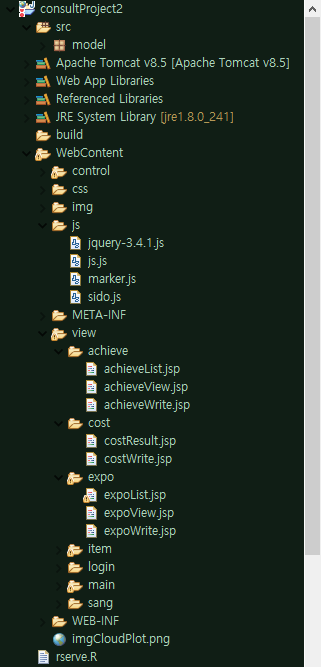 consultProject2
src
model
Apache Tomcat v8.5 [Apache Tomcat v8.5]
Web App Libraries
Referenced Libraries
JRE System Library [jre1.8.0_241]
build
WebContent
control
css
img
js
jquery-3.4.1.js
js.js
marker.js
sido.js
META-INF
view
achieve
achieveList.jsp
achieveView.jsp
achieveWrite.jsp
cost
costResult.jsp
costWrite.jsp
expo
expoList.jsp
expoView.jsp
expoWrite.jsp
item
login
main
sang
WEB-INF
imgCloudPlot.png
rserve.R